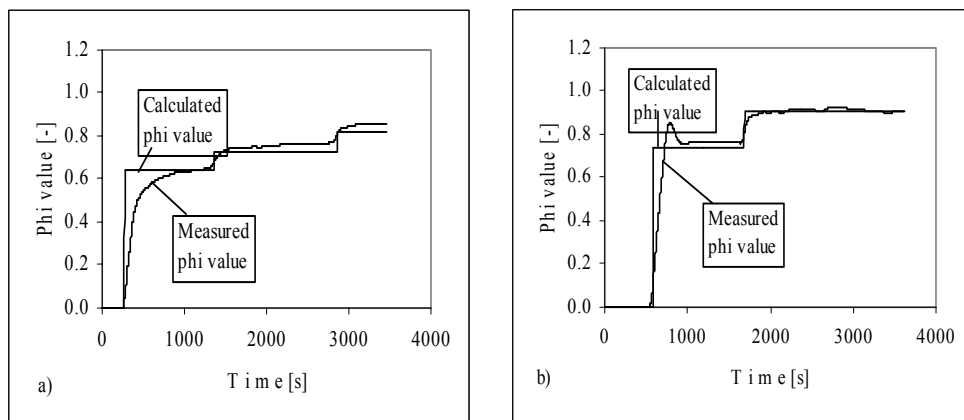 1.2
1.0
0.8
0.6
0.4
0.2
0.0
Phi value [-]
Calculated
phi value
Measured
phi value
0 1000 2000 3000 4000
Time [s]
a)
1.2
1.0
0.8
0.6
0.4
0.2
0.0
Phi value [-]
Calculated
phi value
Measured
phi value
0 1000 2000 3000 4000
Time [s]
b)